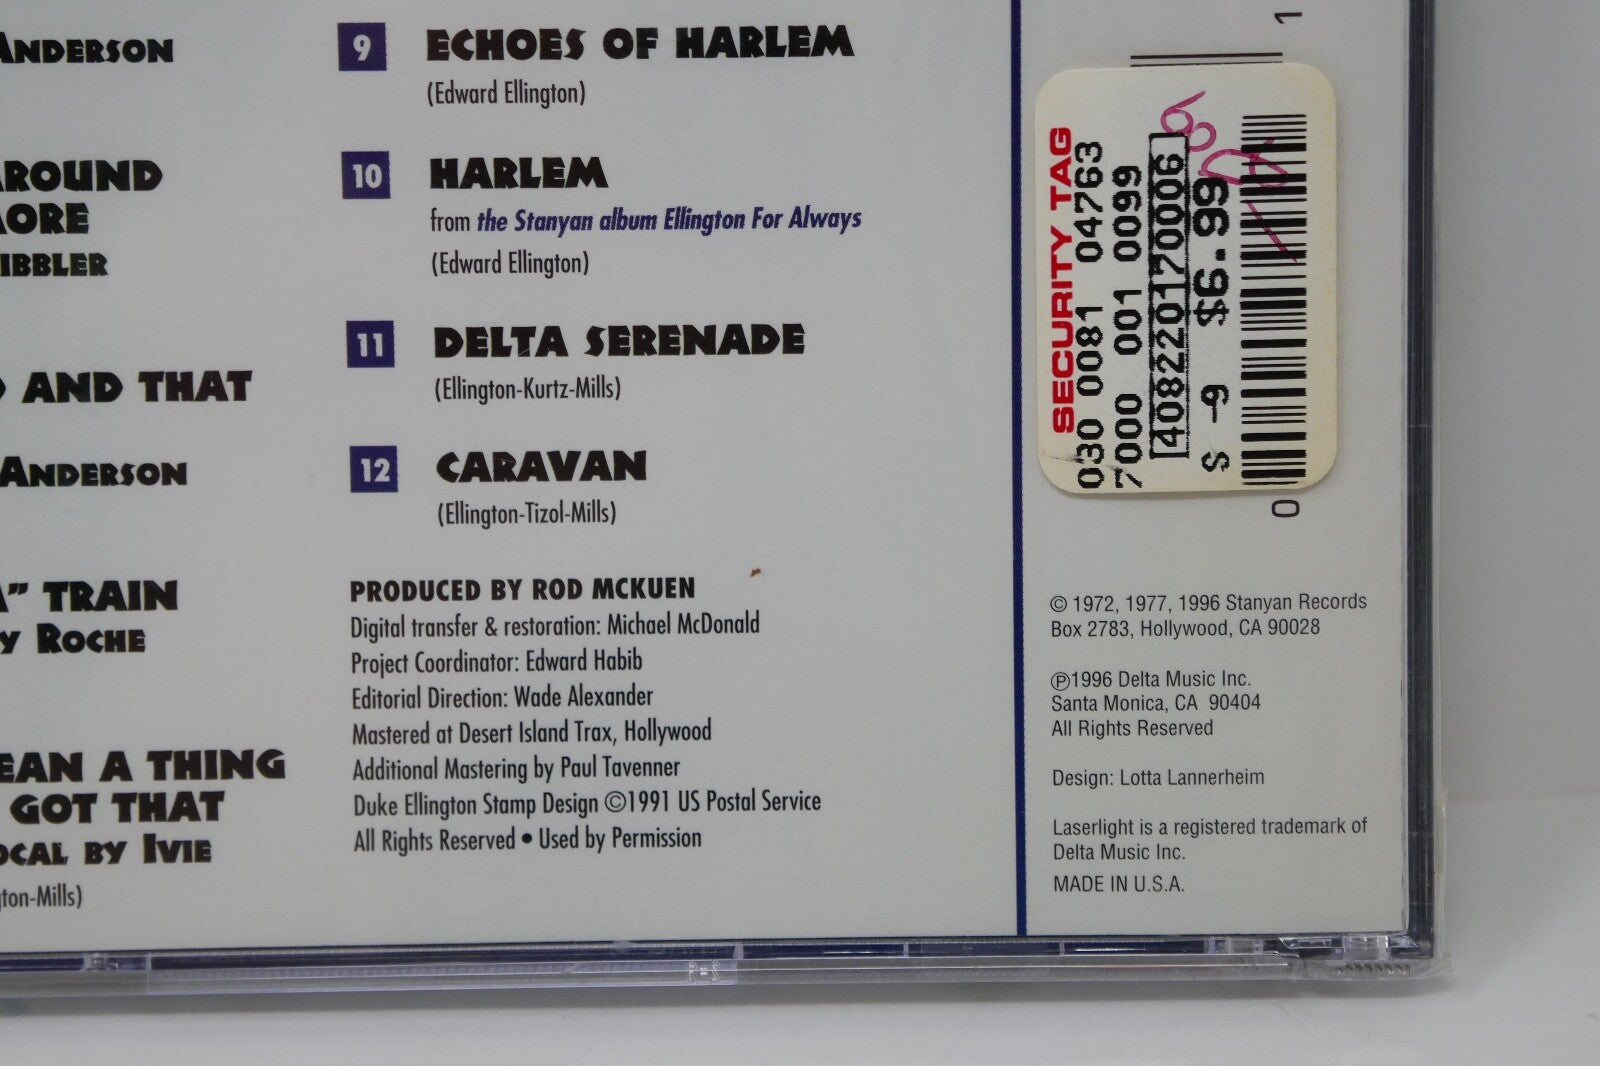 ANDERSON
AROUND
MORE
IBBLER
AND THAT
ANDERSON
A” TRAIN
Y ROCHE
EAN A THING
GOT THAT
OCAL BY IVIE
gton-Mills)
9 ECHOES OF HARLEM
(Edward Ellington)
10 HARLEM
from the Stanyan album Ellington For Always
(Edward Ellington)
11 DELTA SERENADE
(Ellington-Kurtz-Mills)
12 CARAVAN
(Ellington-Tizol-Mills)
PRODUCED BY ROD MCKUEN
Digital transfer & restoration: Michael McDonald
Project Coordinator: Edward Habib
Editorial Direction: Wade Alexander
Mastered at Desert Island Trax, Hollywood
Additional Mastering by Paul Tavenner
Duke Ellington Stamp Design ©1991 US Postal Service
All Rights Reserved • Used by Permission
1
SECURITY TAG
030 0081 04763
7000 001 0099
408220170006
S -9 $6.99
0
© 1972, 1977, 1996 Stanyan Records
Box 2783, Hollywood, CA 90028
℗1996 Delta Music Inc.
Santa Monica, CA 90404
All Rights Reserved
Design: Lotta Lannerheim
Laserlight is a registered trademark of
Delta Music Inc.
MADE IN U.S.A.